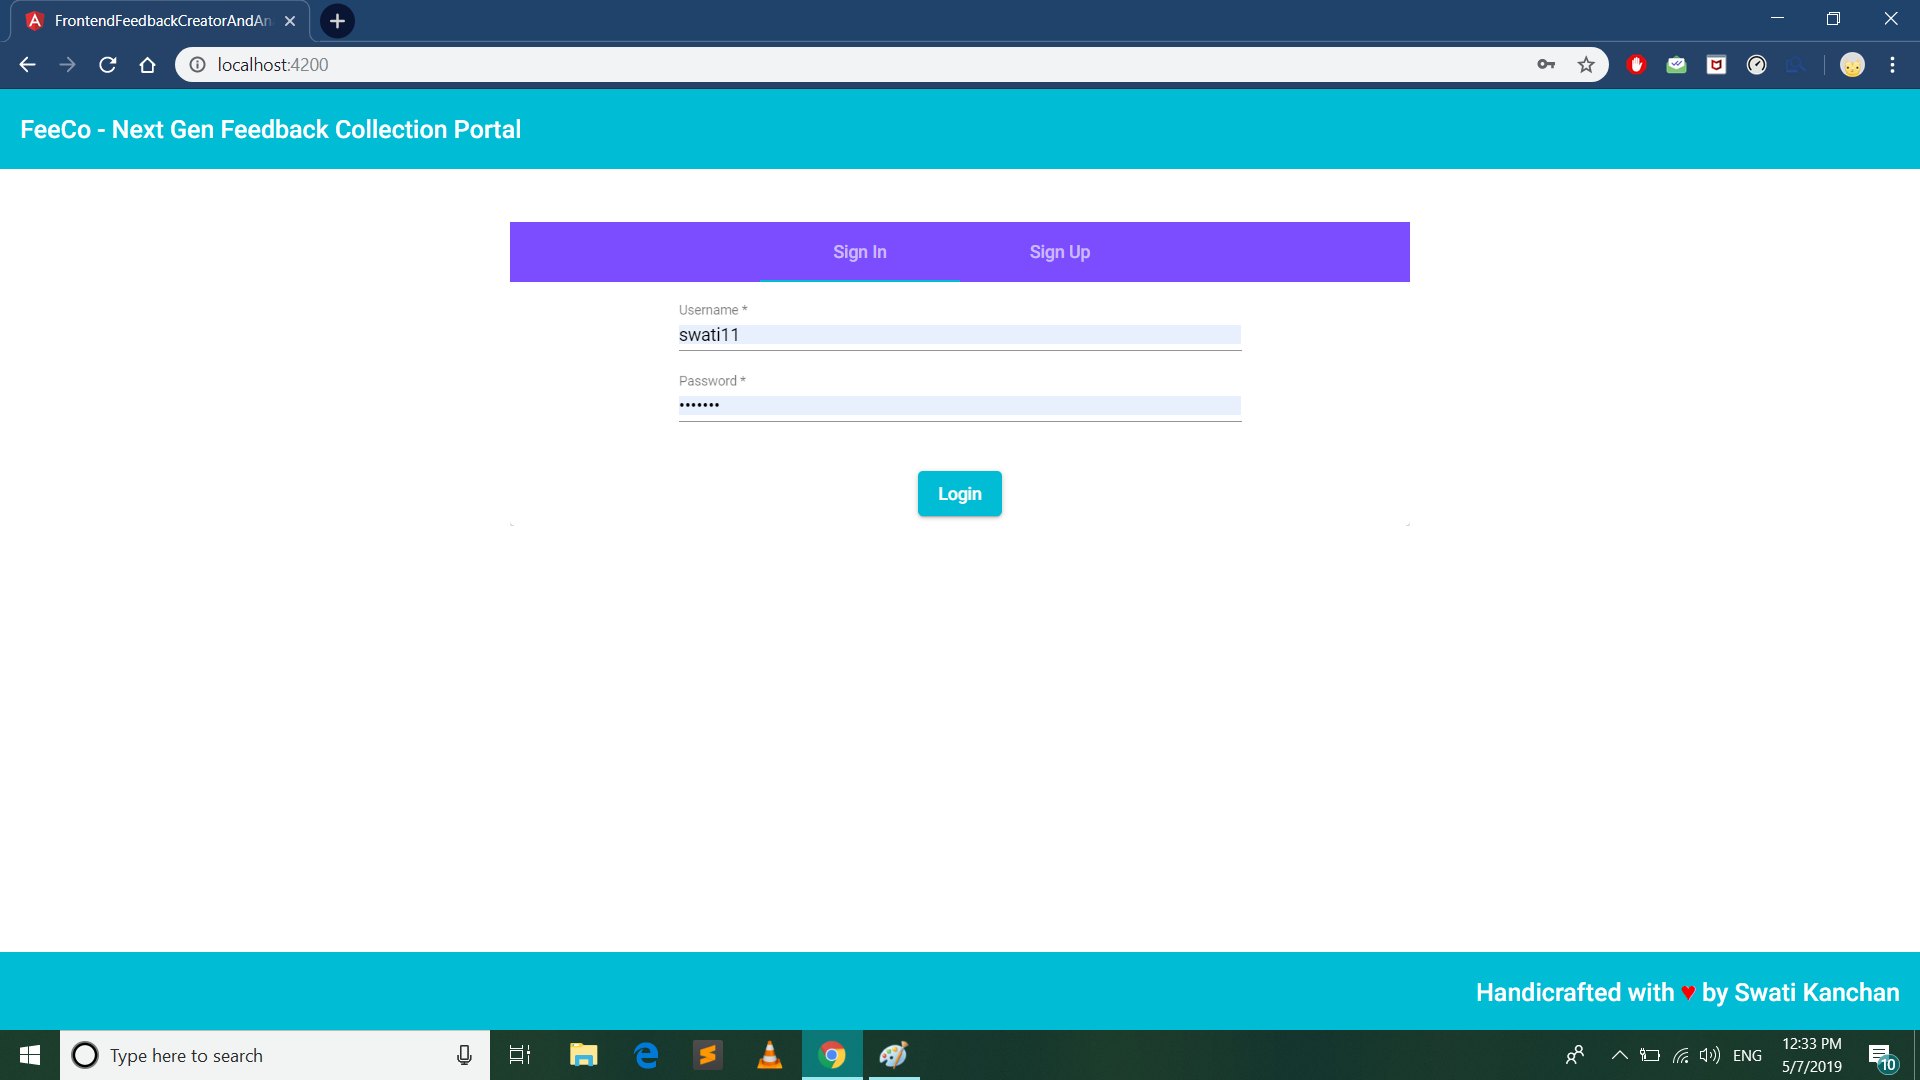 FrontendFeedbackCreatorAndAn
localhost:4200
FeeCo - Next Gen Feedback Collection Portal
Sign In
Sign Up
Username *
swati11
Password *
•••••••
Login
Handicrafted with ♥ by Swati Kanchan
Type here to search
ENG
12:33 PM
5/7/2019
10